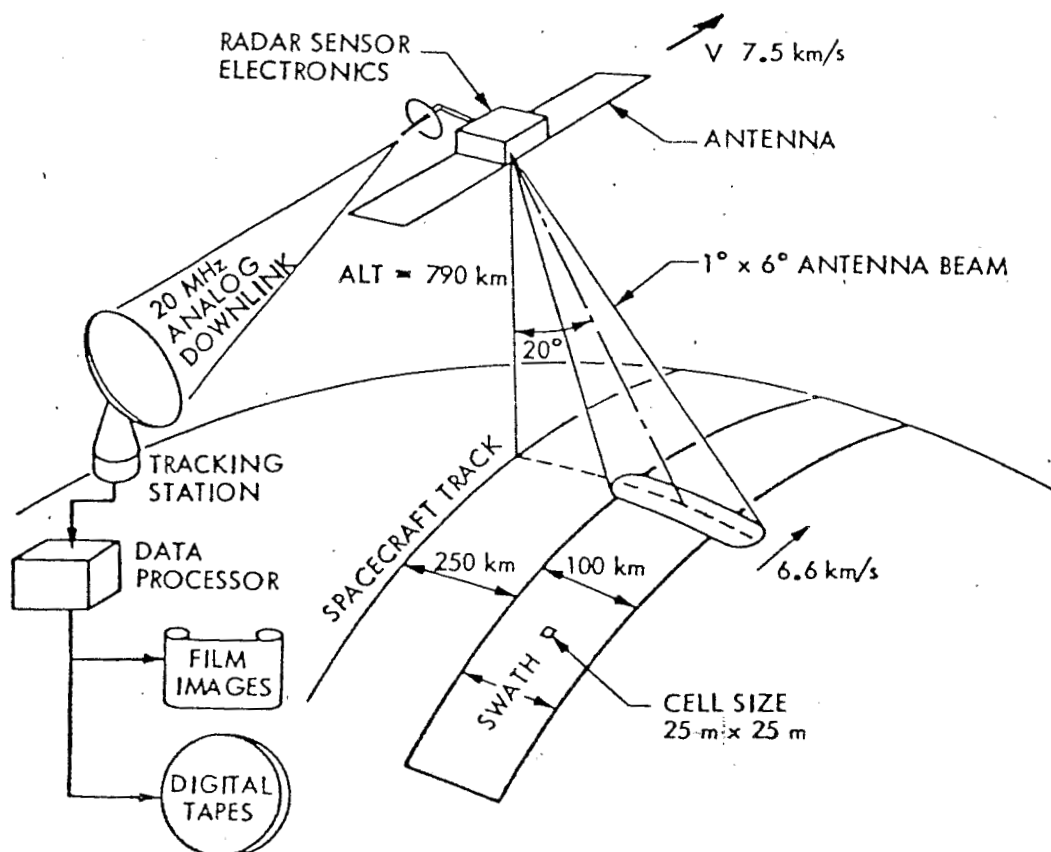 RADAR SENSOR
ELECTRONICS
V 7.5 km/s
ANTENNA
20 MHz
ANALOG
DOWNLINK
ALT = 790 km
1° x 6° ANTENNA BEAM
20°
TRACKING
STATION
SPACECRAFT TRACK
DATA
PROCESSOR
250 km
100 km
6.6 km/s
FILM
IMAGES
SWATH
CELL SIZE
25 m x 25 m
DIGITAL
TAPES